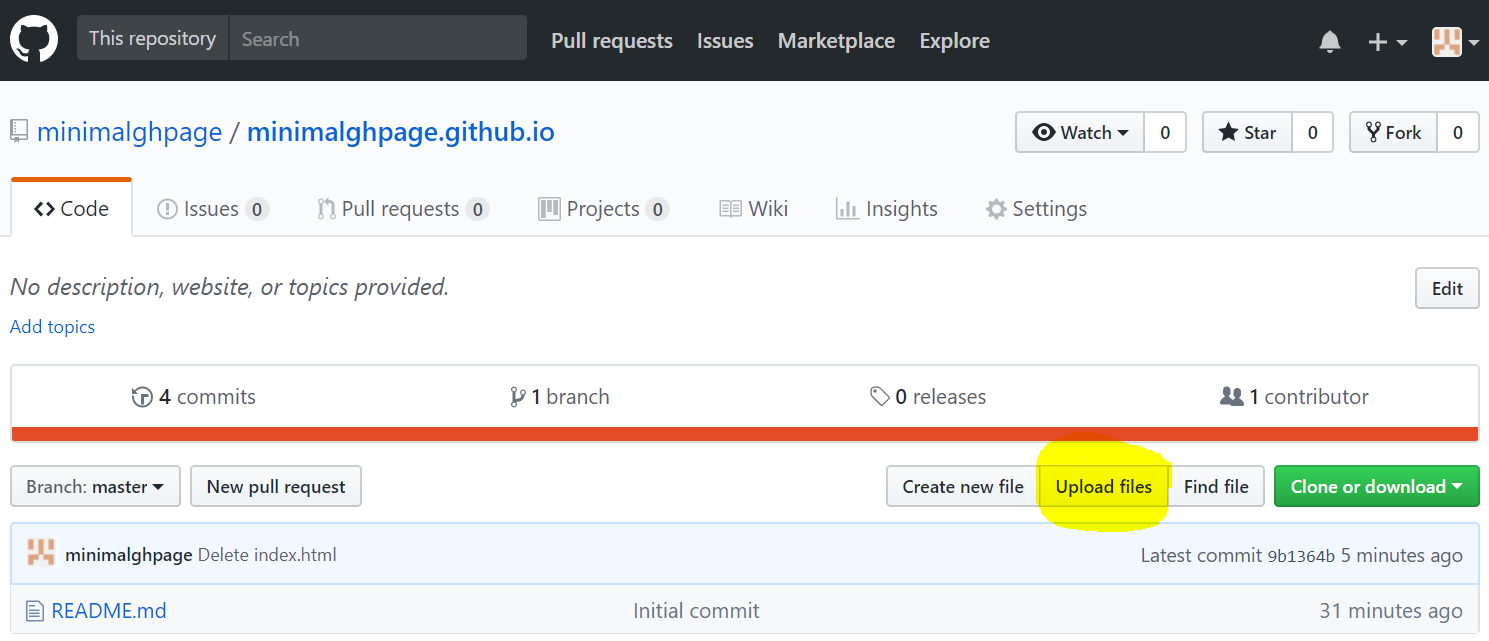 This repository Search Pull requests Issues Marketplace Explore
minimalghpage / minimalghpage.github.io Watch 0 Star 0 Fork 0
Code Issues 0 Pull requests 0 Projects 0 Wiki Insights Settings
No description, website, or topics provided. Edit
Add topics
4 commits 1 branch 0 releases 1 contributor
Branch: master New pull request Create new file Upload files Find file Clone or download
minimalghpage Delete index.html Latest commit 9b1364b 5 minutes ago
README.md Initial commit 31 minutes ago